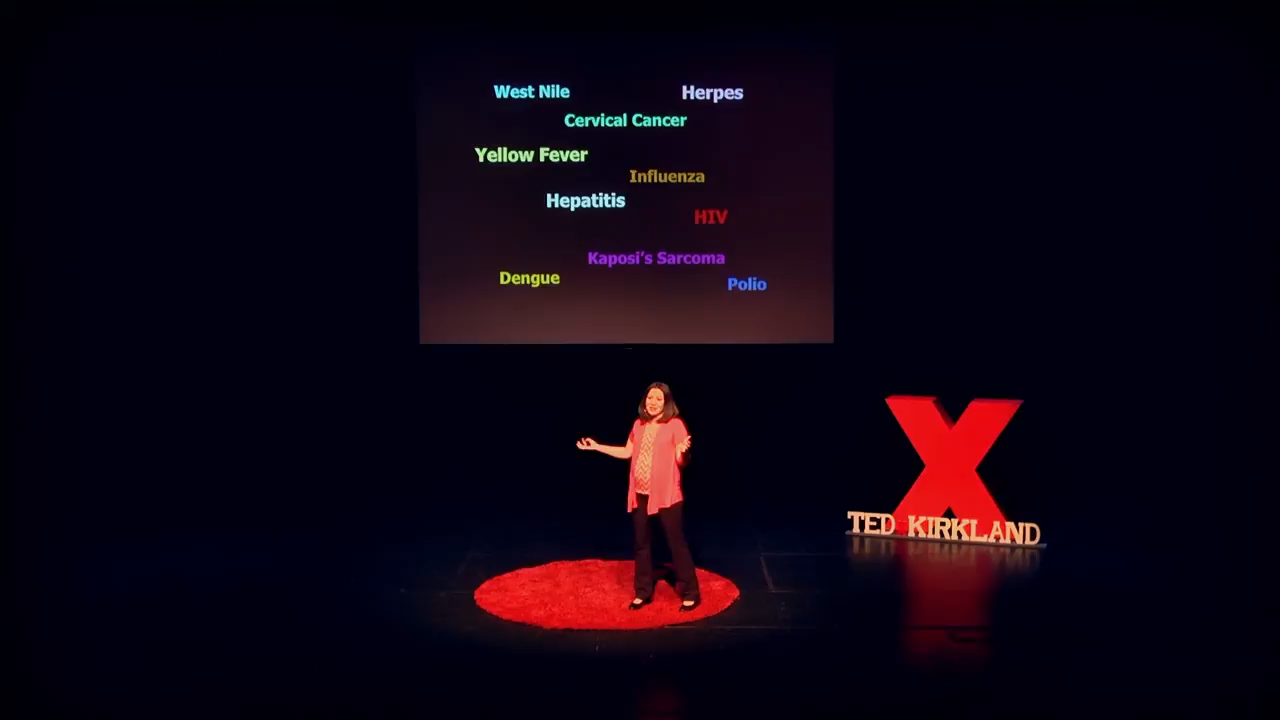 West Nile
Herpes
Cervical Cancer
Yellow Fever
Influenza
Hepatitis
HIV
Kaposi's Sarcoma
Dengue
Polio
X
TED KIRKLAND